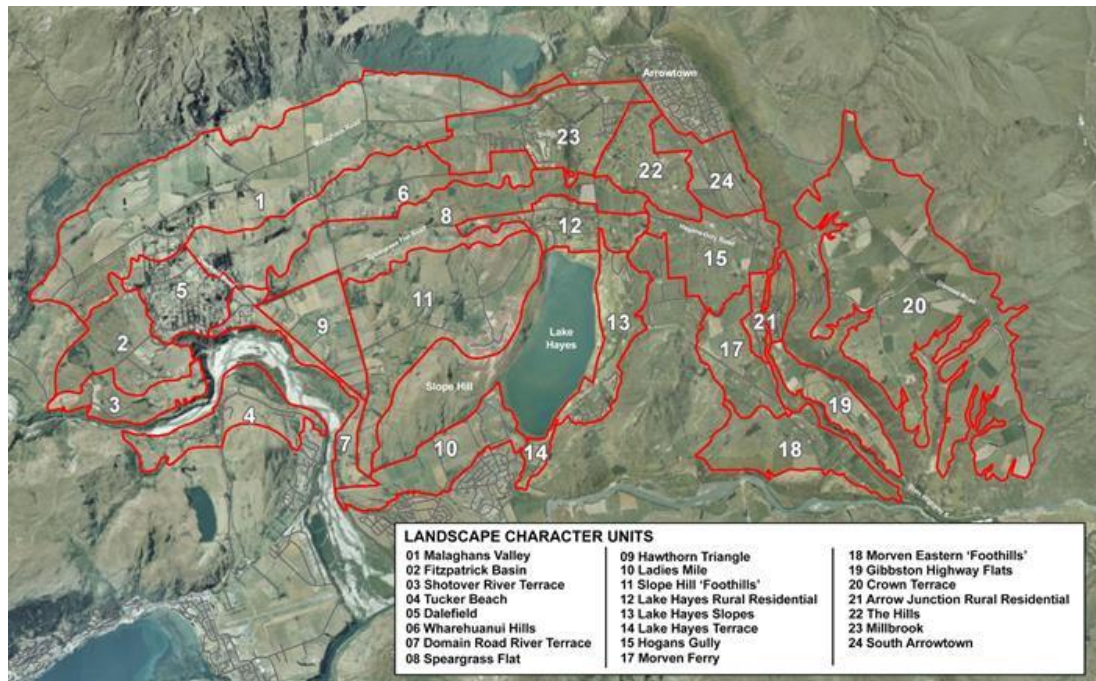 Arrowtown
23
22
24
1
6
8
12
Hogans Gully Road
15
5
20
11
9
Lake
Hayes
13
21
2
17
Slope Hill
3
4
19
7
10
14
18
LANDSCAPE CHARACTER UNITS
01 Malaghans Valley
02 Fitzpatrick Basin
03 Shotover River Terrace
04 Tucker Beach
05 Dalefield
06 Wharehuanui Hills
07 Domain Road River Terrace
08 Speargrass Flat
09 Hawthorn Triangle
10 Ladies Mile
11 Slope Hill 'Foothills'
12 Lake Hayes Rural Residential
13 Lake Hayes Slopes
14 Lake Hayes Terrace
15 Hogans Gully
17 Morven Ferry
18 Morven Eastern 'Foothills'
19 Gibbston Highway Flats
20 Crown Terrace
21 Arrow Junction Rural Residential
22 The Hills
23 Millbrook
24 South Arrowtown